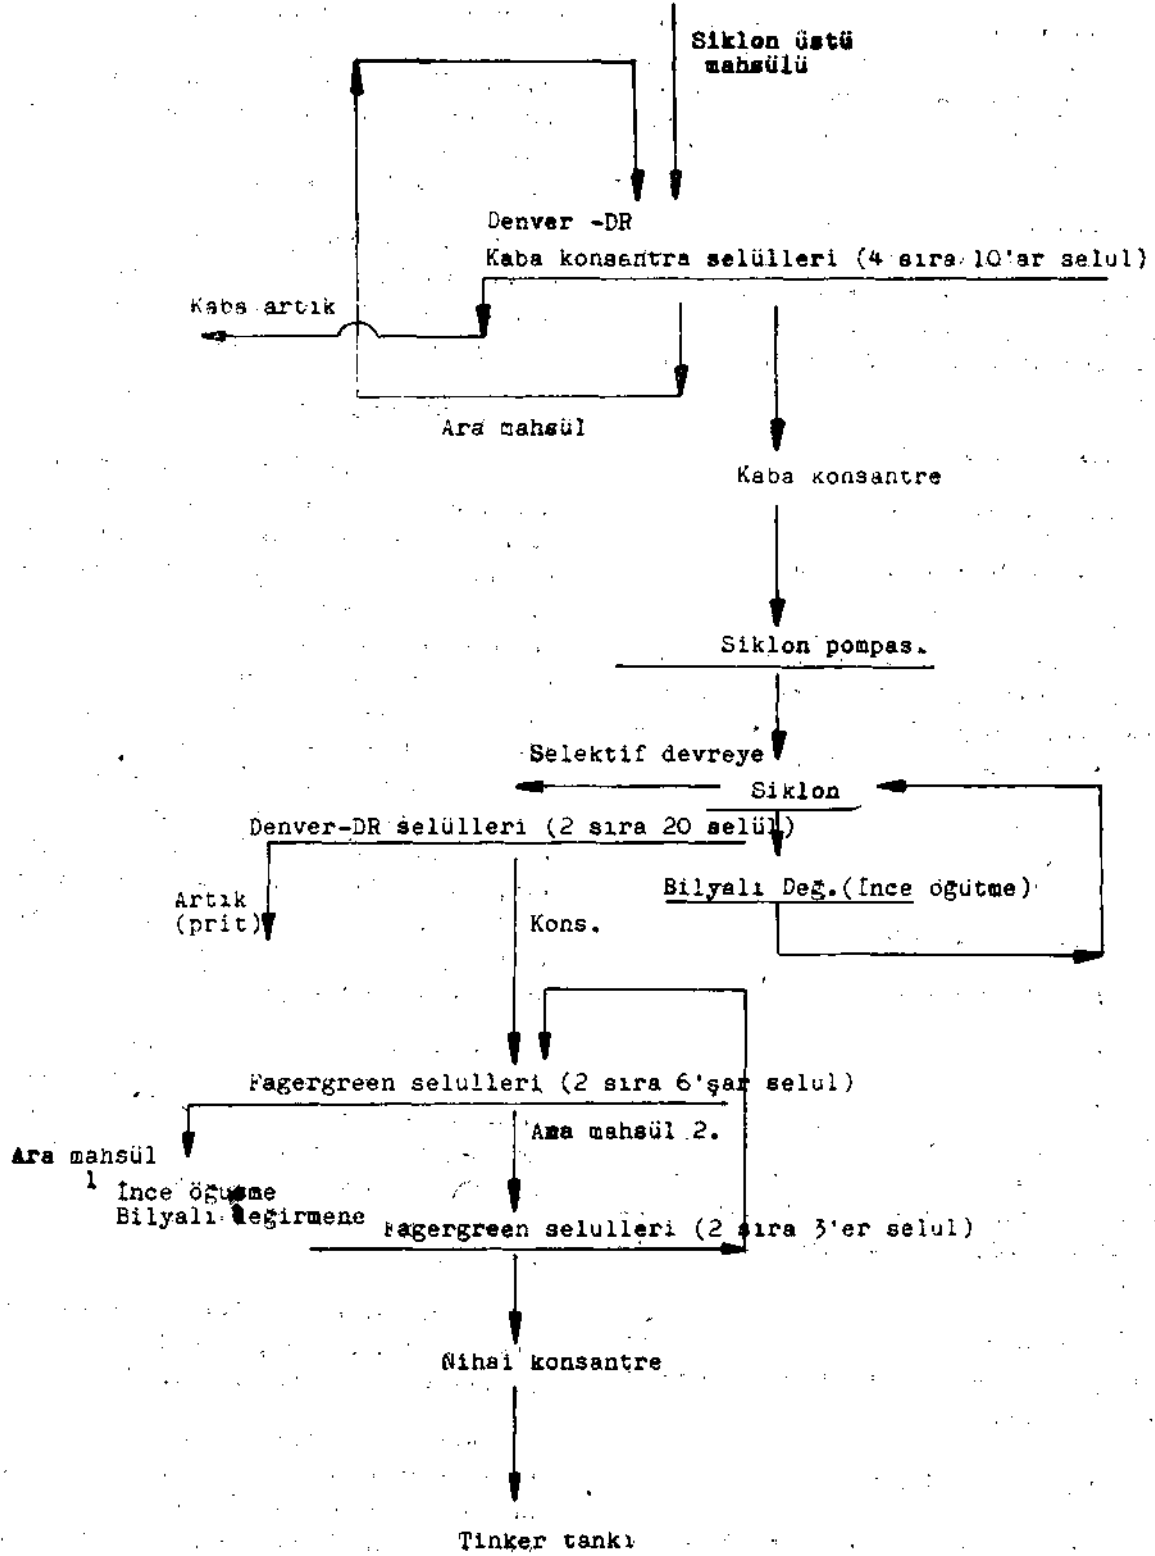 Siklon üstü
mahsülü
Denver -DR
Kaba konsantra selülleri (4 sıra 10'ar selul)
Kaba artık
Ara mahsül
Kaba konsantre
Siklon pompas.
Selektif devreye
Siklon
Denver-DR selülleri (2 sıra 20 selül)
Artık
(prit)
Kons.
Bilyalı Değ.(İnce öğütme)
Fagergreen selulleri (2 sıra 6'şar selul)
Ara mahsül 2.
Ara mahsül
1
İnce öğutme
Bilyalı değirmene
Fagergreen selulleri (2 sıra 3'er selul)
Nihai konsantre
Tinker tankı